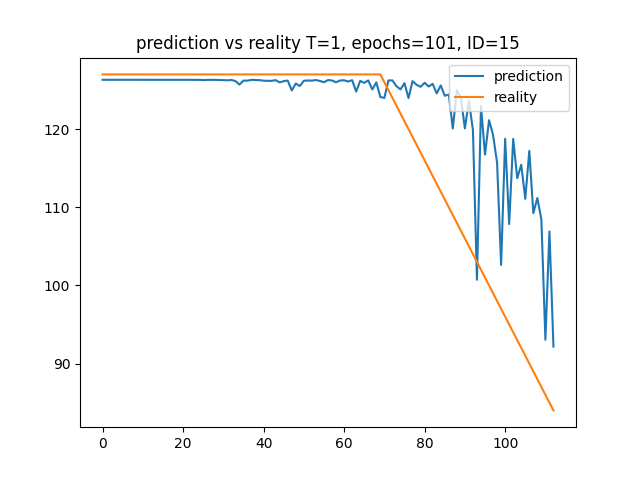 prediction vs reality T=1, epochs=101, ID=15
prediction
reality
120
110
100
90
0 20 40 60 80 100